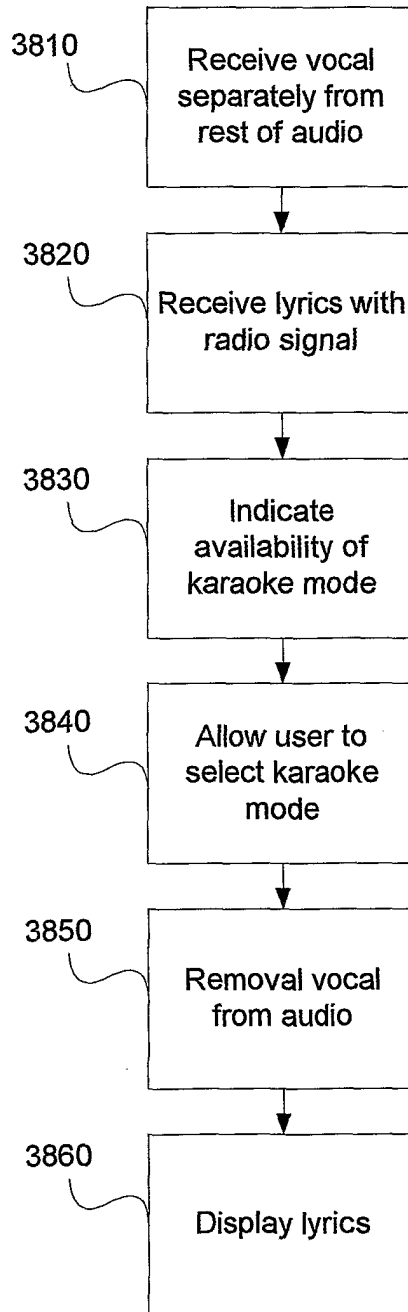 3810
Receive vocal
separately from
rest of audio
3820
Receive lyrics with
radio signal
3830
Indicate
availability of
karaoke mode
3840
Allow user to
select karaoke
mode
3850
Removal vocal
from audio
3860
Display lyrics